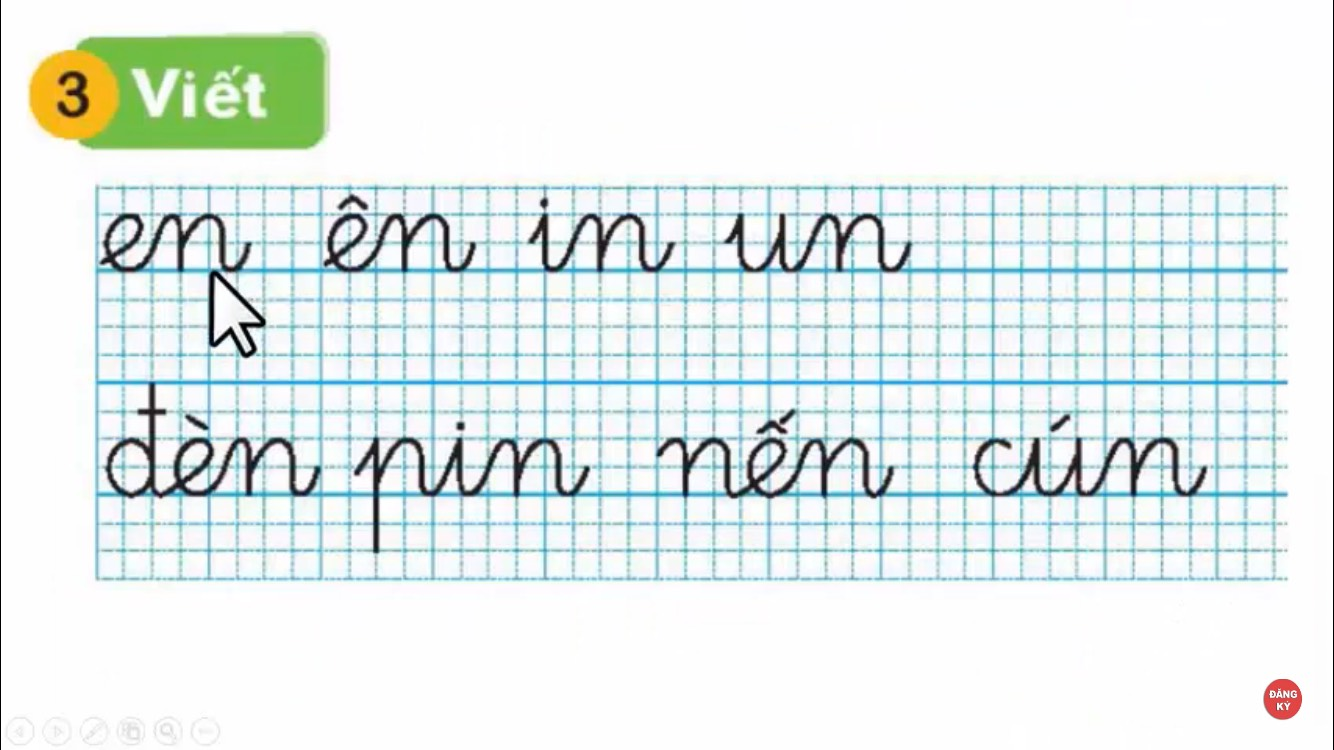 3 Viết
en ên in un
đèn pin nến cún
ĐĂNG
KÝ